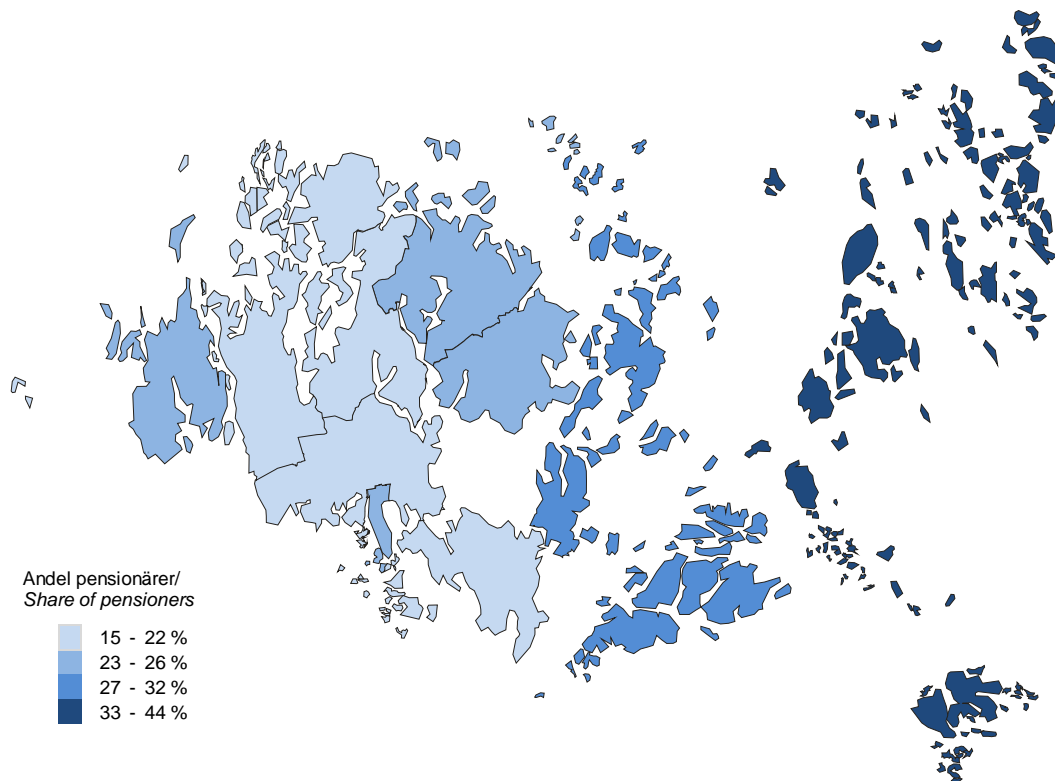 Andel pensionärer/
Share of pensioners
15 - 22 %
23 - 26 %
27 - 32 %
33 - 44 %